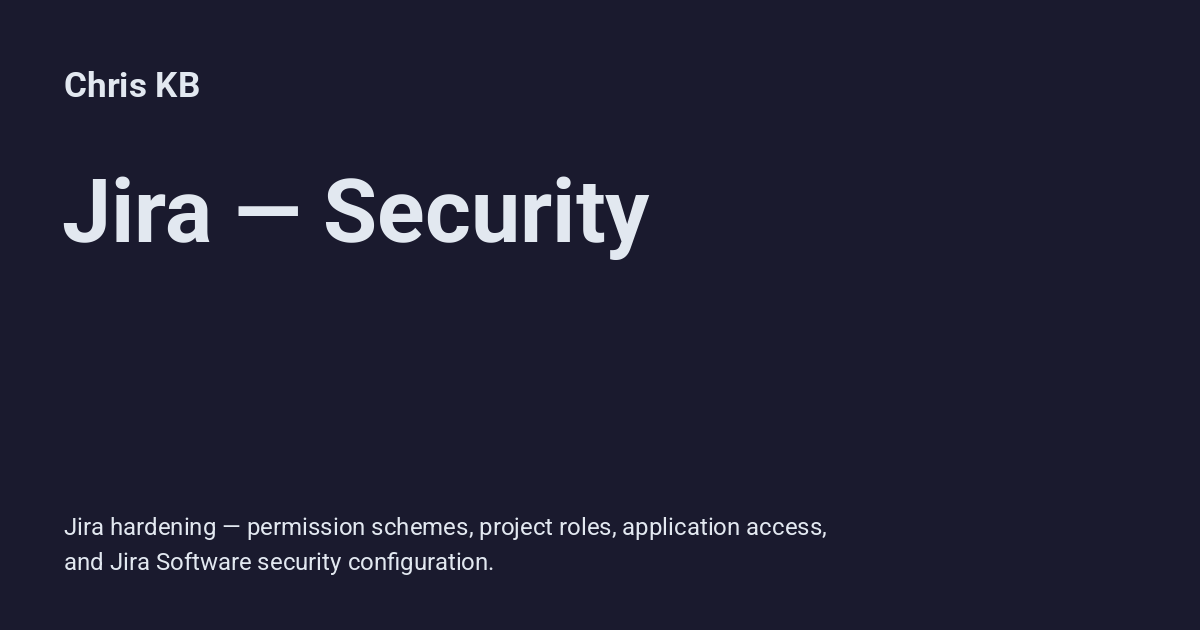 Chris KB
Jira — Security
Jira hardening — permission schemes, project roles, application access,
and Jira Software security configuration.